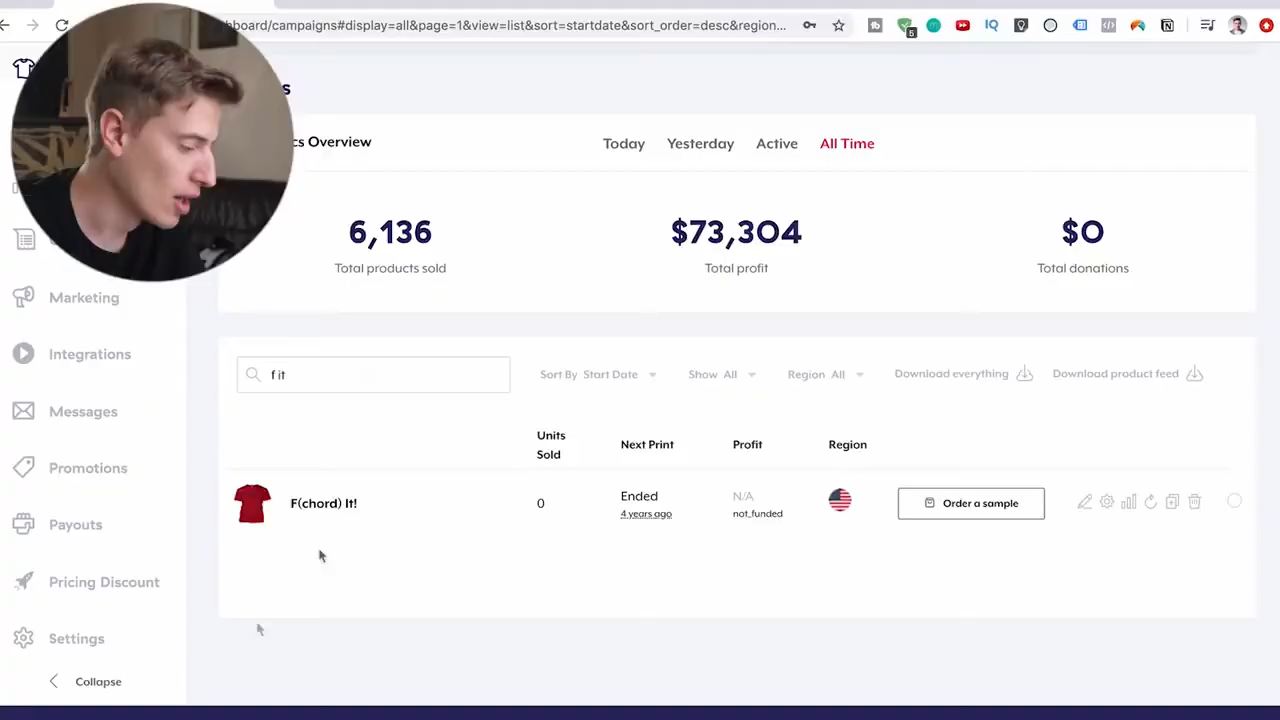 hboard/campaigns#display=all&page=1&view=list&sort=startdate&sort_order=desc&region...
5
s
cs Overview
Today Yesterday Active All Time
6,136 $73,304 $0
Total products sold Total profit Total donations
Marketing
Integrations
Messages
Promotions
Payouts
Pricing Discount
Settings
Collapse
f it
Sort By Start Date Show All Region All Download everything Download product feed
Units Sold Next Print Profit Region
F(chord) It! 0 Ended N/A Order a sample
4 years ago not_funded